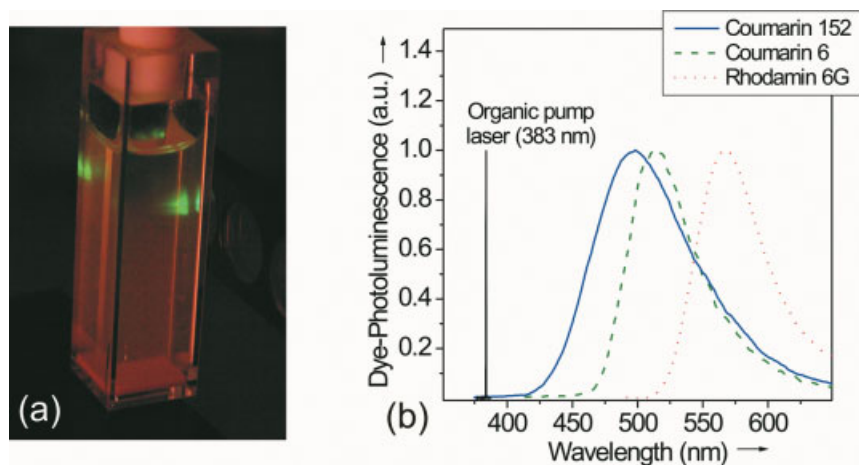 (a)
Coumarin 152
Coumarin 6
Rhodamin 6G
Organic pump
laser (383 nm)
Dye-Photoluminescence (a.u.) →
1.4
1.2
1.0
0.8
0.6
0.4
0.2
(b)
400 450 500 550 600
Wavelength (nm) →